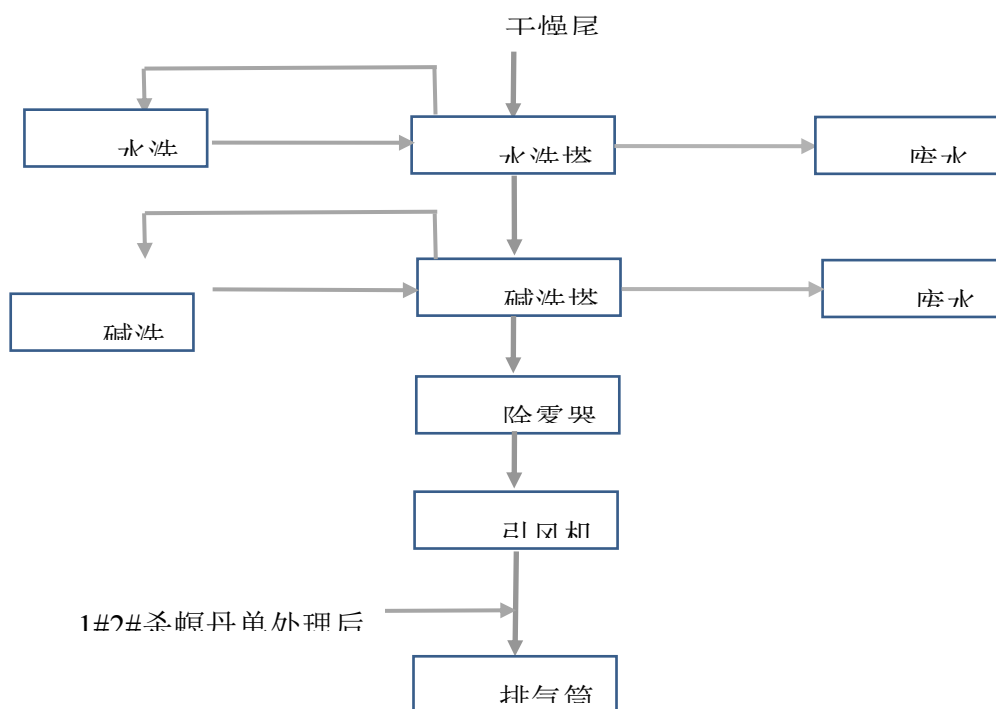 干燥尾
水洗
水洗塔
废水
碱洗塔
废水
碱洗
除雾器
引风机
1#2#杀螟丹单处理后
排气筒